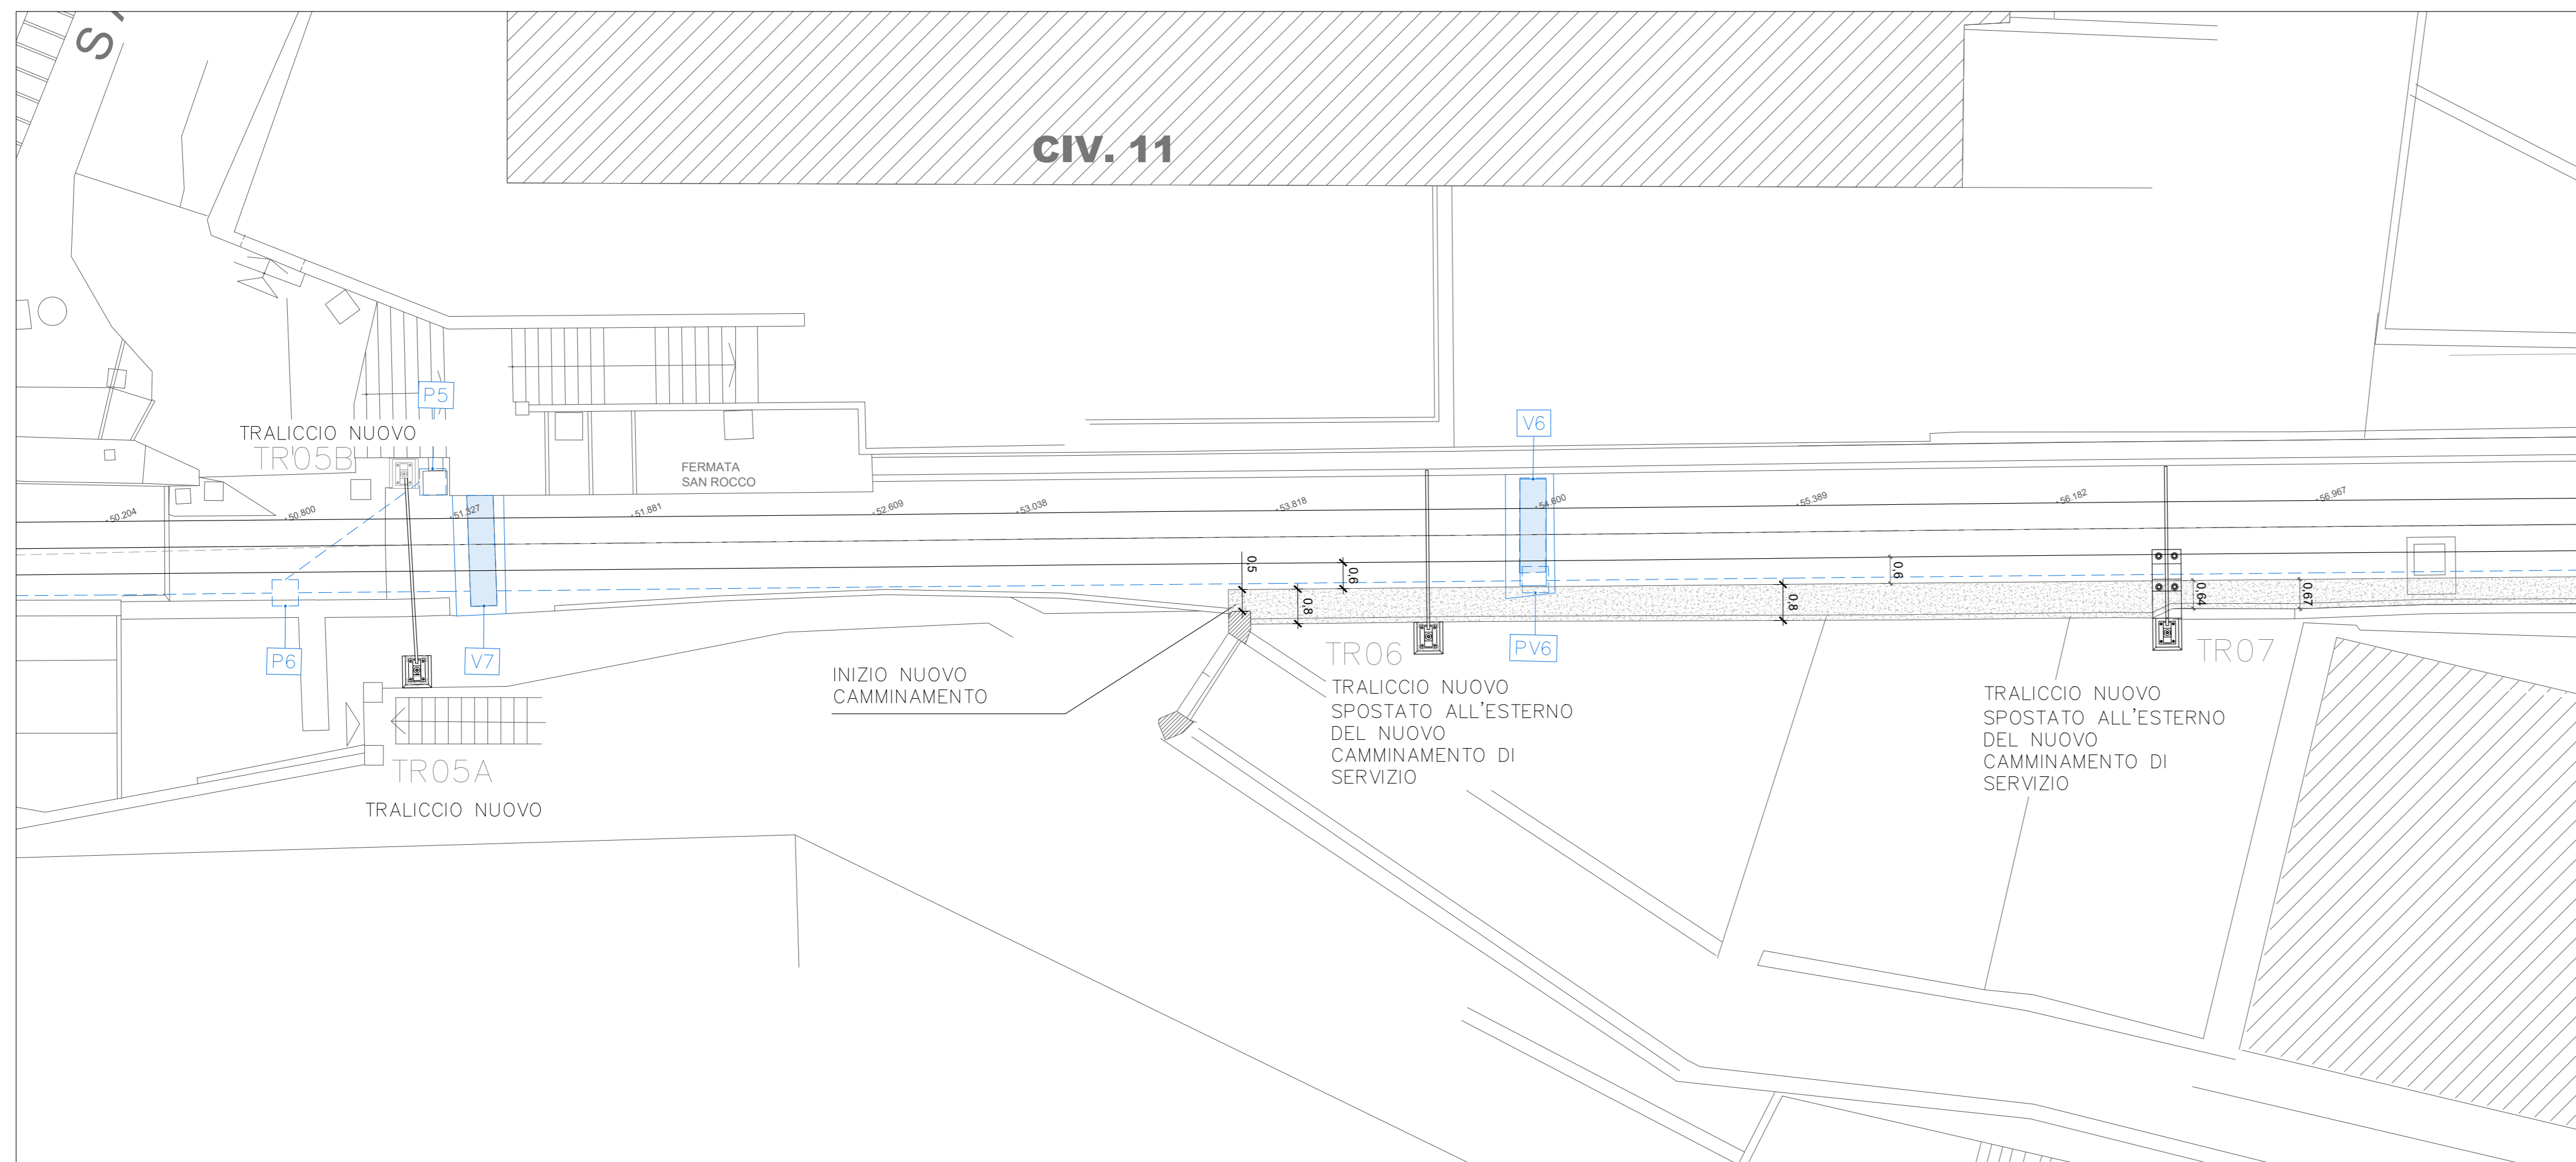 CIV. 11
P5
TRALICCIO NUOVO
TR05B
FERMATA
SAN ROCCO
V6
50.204
50.800
51.327
51.881
52.609
53.038
53.818
54.600
55.389
56.182
56.967
0,5
0,6
0,8
0,8
0,6
0,64
0,67
P6
V7
PV6
TR06
TR07
INIZIO NUOVO
CAMMINAMENTO
TRALICCIO NUOVO
SPOSTATO ALL'ESTERNO
DEL NUOVO
CAMMINAMENTO DI
SERVIZIO
TRALICCIO NUOVO
SPOSTATO ALL'ESTERNO
DEL NUOVO
CAMMINAMENTO DI
SERVIZIO
TR05A
TRALICCIO NUOVO